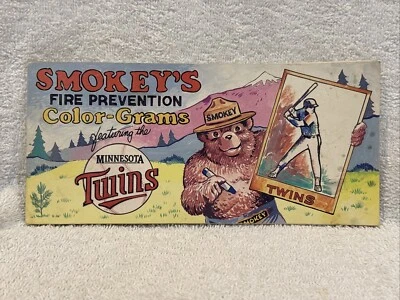 SMOKEY'S
FIRE PREVENTION
Color-Grams
featuring the
MINNESOTA
Twins
SMOKEY
TWINS
SMOKEY